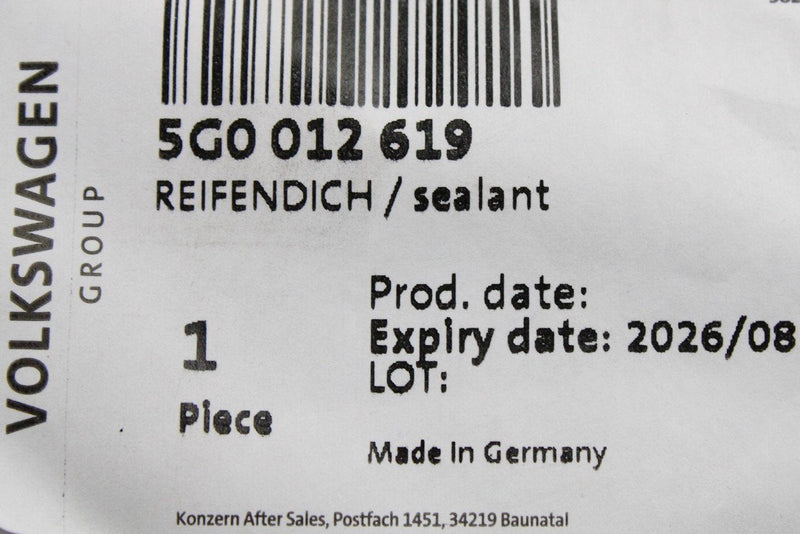 VOLKSWAGEN
GROUP
5G0 012 619
REIFENDICH / sealant
1
Piece
Prod. date:
Expiry date: 2026/08
LOT:
Made In Germany
Konzern After Sales, Postfach 1451, 34219 Baunatal